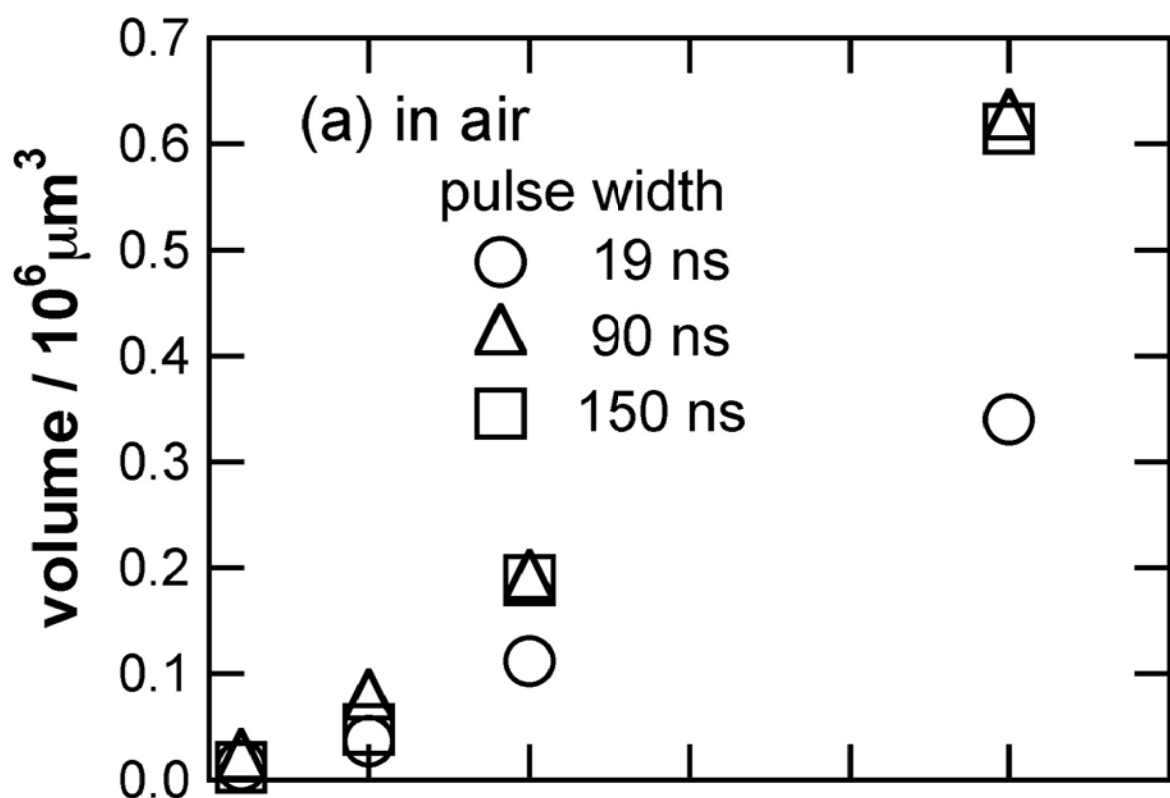 0.7
0.6
0.5
0.4
0.3
0.2
0.1
0.0
volume / 10⁶μm³
(a) in air
pulse width
19 ns
90 ns
150 ns